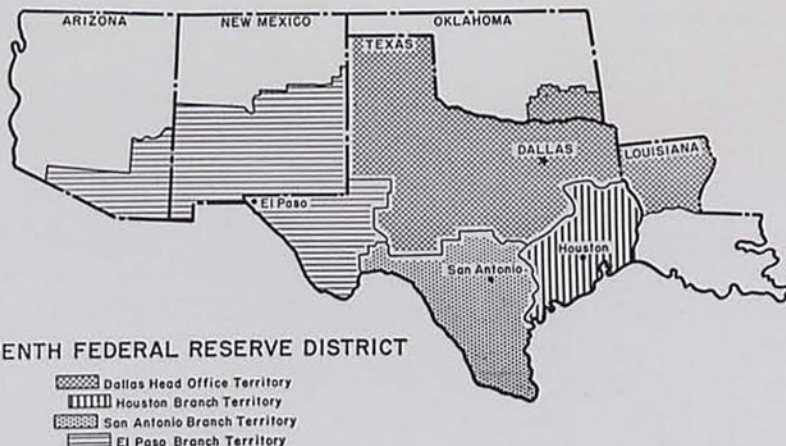 ARIZONA
NEW MEXICO
OKLAHOMA
TEXAS
DALLAS
LOUISIANA
El Paso
Houston
San Antonio
ENTH FEDERAL RESERVE DISTRICT
Dallas Head Office Territory
Houston Branch Territory
San Antonio Branch Territory
El Paso Branch Territory